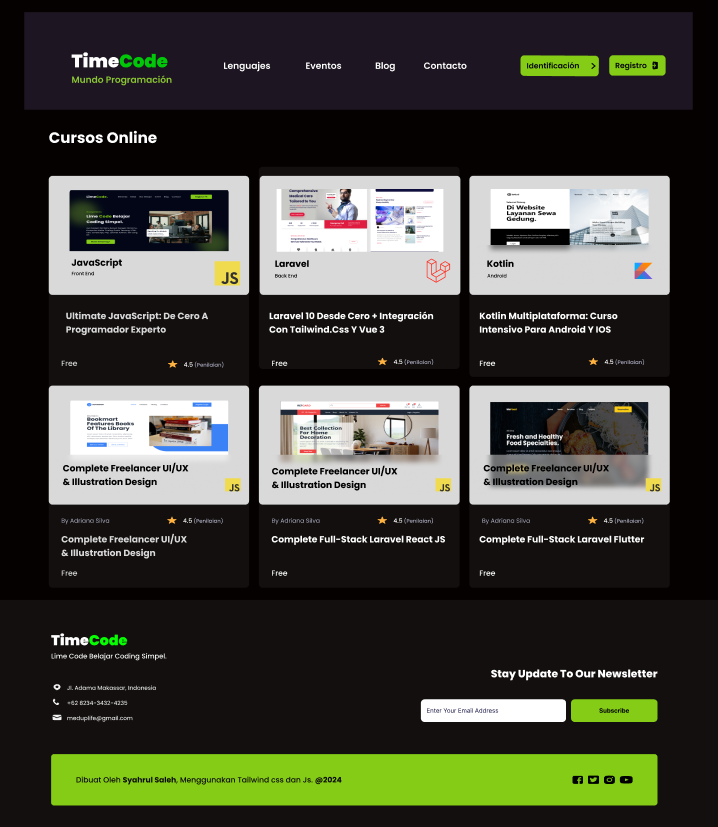 TimeCode
Mundo Programación
Lenguajes
Eventos
Blog
Contacto
Identificación
Registro
Cursos Online
Lime Code Belajar
Coding Simpel.
JavaScript
Front End
JS
Comprehensive
Medical Care
Tailored to You
Laravel
Back End
Di Website
Layanan Sewa
Gedung.
Kotlin
Android
Ultimate JavaScript: De Cero A
Programador Experto
Free
4.5 (Penilaian)
Laravel 10 Desde Cero + Integración
Con Tailwind.Css Y Vue 3
Free
4.5 (Penilaian)
Kotlin Multiplataforma: Curso
Intensivo Para Android Y IOS
Free
4.5 (Penilaian)
Bookmart
Features Books
Of The Library
Complete Freelancer UI/UX
& Illustration Design
JS
Best Collection
For Home
Decoration
Complete Freelancer UI/UX
& Illustration Design
JS
Fresh and Healthy
Food Specialties.
Complete Freelancer UI/UX
& Illustration Design
JS
By Adriana Silva
4.5 (Penilaian)
Complete Freelancer UI/UX
& Illustration Design
Free
By Adriana Silva
4.5 (Penilaian)
Complete Full-Stack Laravel React JS
Free
By Adriana Silva
4.5 (Penilaian)
Complete Full-Stack Laravel Flutter
Free
TimeCode
Lime Code Belajar Coding Simpel.
Jl. Adama Makassar, Indonesia
+62 8234-3432-4235
meduplife@gmail.com
Stay Update To Our Newsletter
Enter Your Email Address
Subscribe
Dibuat Oleh Syahrul Saleh, Menggunakan Tailwind css dan Js. @2024